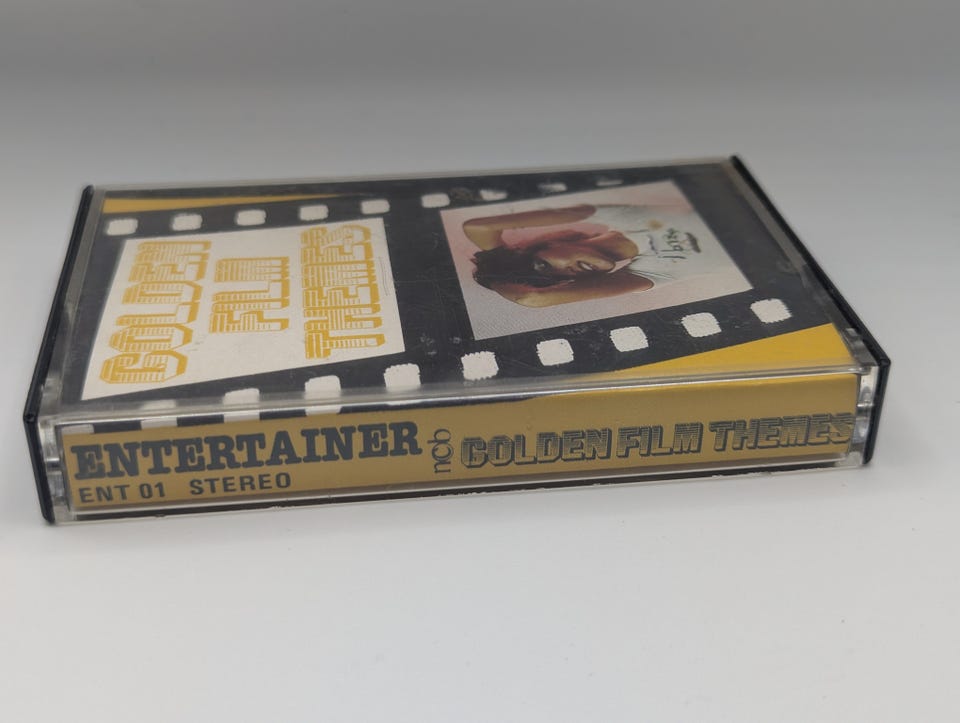 GOLDEN
FILM
THEMES
ENTERTAINER
ENT 01 STEREO
ncb
GOLDEN FILM THEMES